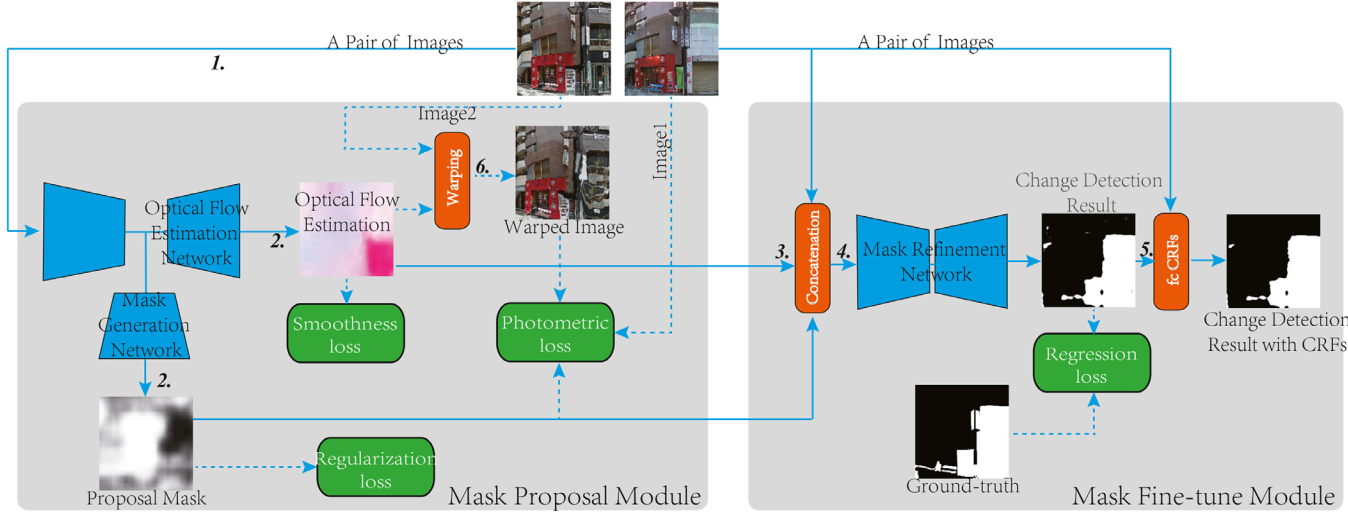 A Pair of Images
A Pair of Images
1.
Image2
Image1
Warping
6.
Optical Flow
Estimation
Network
2.
Optical Flow
Estimation
Warped Image
Mask
Generation
Network
2.
Smoothness
loss
Photometric
loss
Proposal Mask
Regularization
loss
Mask Proposal Module
3.
Concatenation
4.
Mask Refinement
Network
Change Detection
Result
5.
fc CRFs
Change Detection
Result with CRFs
Regression
loss
Ground-truth
Mask Fine-tune Module